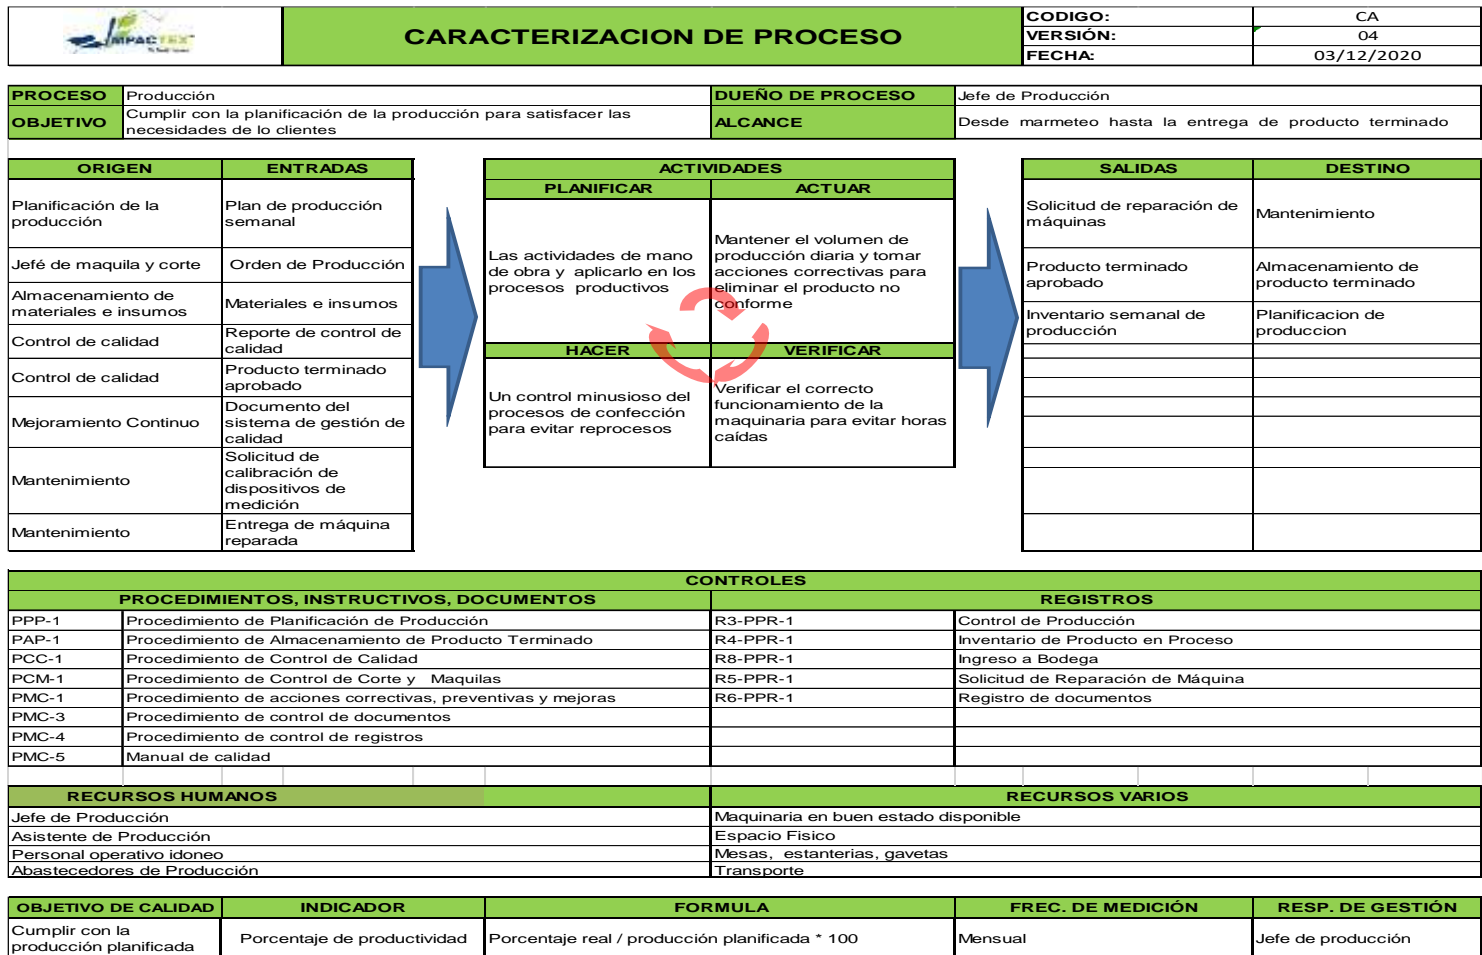 MPACTEX
CARACTERIZACION DE PROCESO
CODIGO: CA
VERSIÓN: 04
FECHA: 03/12/2020
PROCESO Producción DUEÑO DE PROCESO Jefe de Producción
OBJETIVO Cumplir con la planificación de la producción para satisfacer las
necesidades de lo clientes
ALCANCE Desde marmeteo hasta la entrega de producto terminado
ORIGEN ENTRADAS
Planificación de la
producción
Plan de producción
semanal
Jefé de maquila y corte Orden de Producción
Almacenamiento de
materiales e insumos
Materiales e insumos
Control de calidad
Reporte de control de
calidad
Control de calidad
Producto terminado
aprobado
Mejoramiento Continuo
Documento del
sistema de gestión de
calidad
Mantenimiento
Solicitud de
calibración de
dispositivos de
medición
Mantenimiento
Entrega de máquina
reparada
ACTIVIDADES
PLANIFICAR ACTUAR
Las actividades de mano
de obra y aplicarlo en los
procesos productivos
Mantener el volumen de
producción diaria y tomar
acciones correctivas para
eliminar el producto no
conforme
HACER VERIFICAR
Un control minusioso del
procesos de confección
para evitar reprocesos
Verificar el correcto
funcionamiento de la
maquinaria para evitar horas
caídas
SALIDAS DESTINO
Solicitud de reparación de
máquinas
Mantenimiento
Producto terminado
aprobado
Almacenamiento de
producto terminado
Inventario semanal de
producción
Planificacion de
produccion
CONTROLES
PROCEDIMIENTOS, INSTRUCTIVOS, DOCUMENTOS REGISTROS
PPP-1 Procedimiento de Planificación de Producción R3-PPR-1 Control de Producción
PAP-1 Procedimiento de Almacenamiento de Producto Terminado R4-PPR-1 Inventario de Producto en Proceso
PCC-1 Procedimiento de Control de Calidad R8-PPR-1 Ingreso a Bodega
PCM-1 Procedimiento de Control de Corte y Maquilas R5-PPR-1 Solicitud de Reparación de Máquina
PMC-1 Procedimiento de acciones correctivas, preventivas y mejoras R6-PPR-1 Registro de documentos
PMC-3 Procedimiento de control de documentos
PMC-4 Procedimiento de control de registros
PMC-5 Manual de calidad
RECURSOS HUMANOS RECURSOS VARIOS
Jefe de Producción Maquinaria en buen estado disponible
Asistente de Producción Espacio Fisico
Personal operativo idoneo Mesas, estanterias, gavetas
Abastecedores de Producción Transporte
OBJETIVO DE CALIDAD INDICADOR FORMULA FREC. DE MEDICIÓN RESP. DE GESTIÓN
Cumplir con la
producción planificada
Porcentaje de productividad Porcentaje real / producción planificada * 100 Mensual Jefe de producción